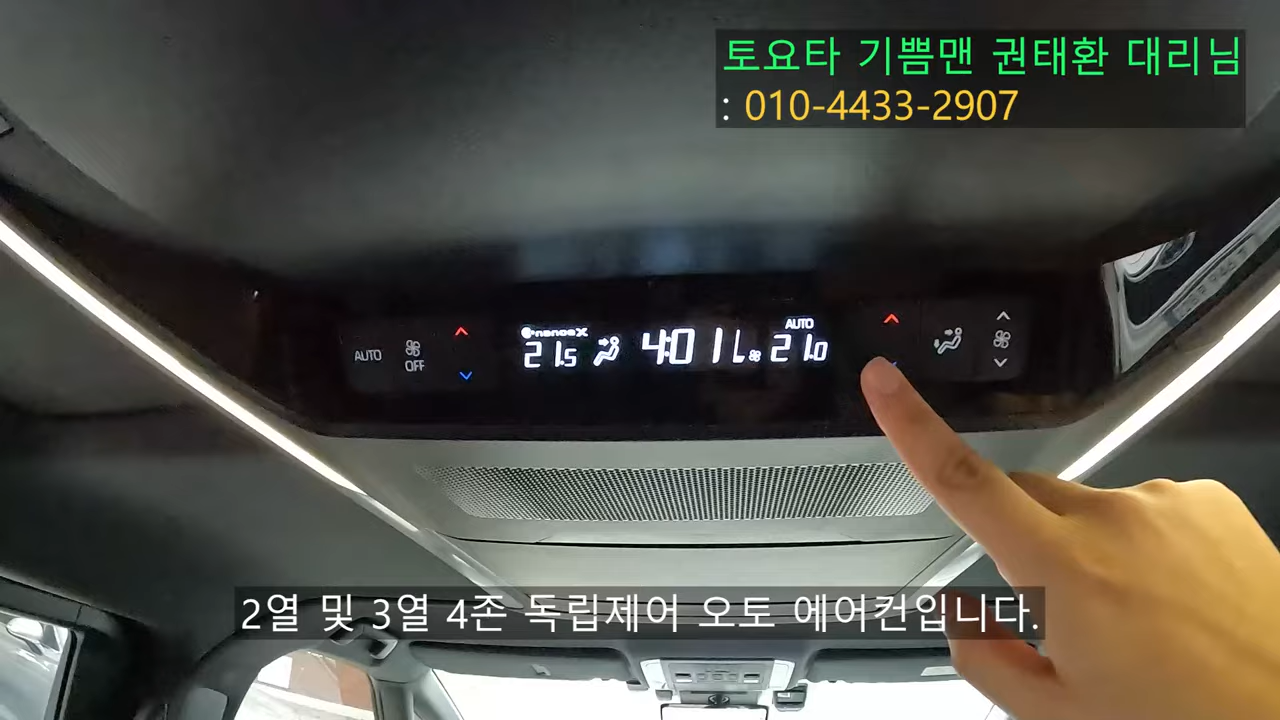 토요타 기쁨맨 권태환 대리님
: 010-4433-2907
nanoe X
AUTO
21.5 4:01 21.0
AUTO
OFF
2열 및 3열 4존 독립제어 오토 에어컨입니다.